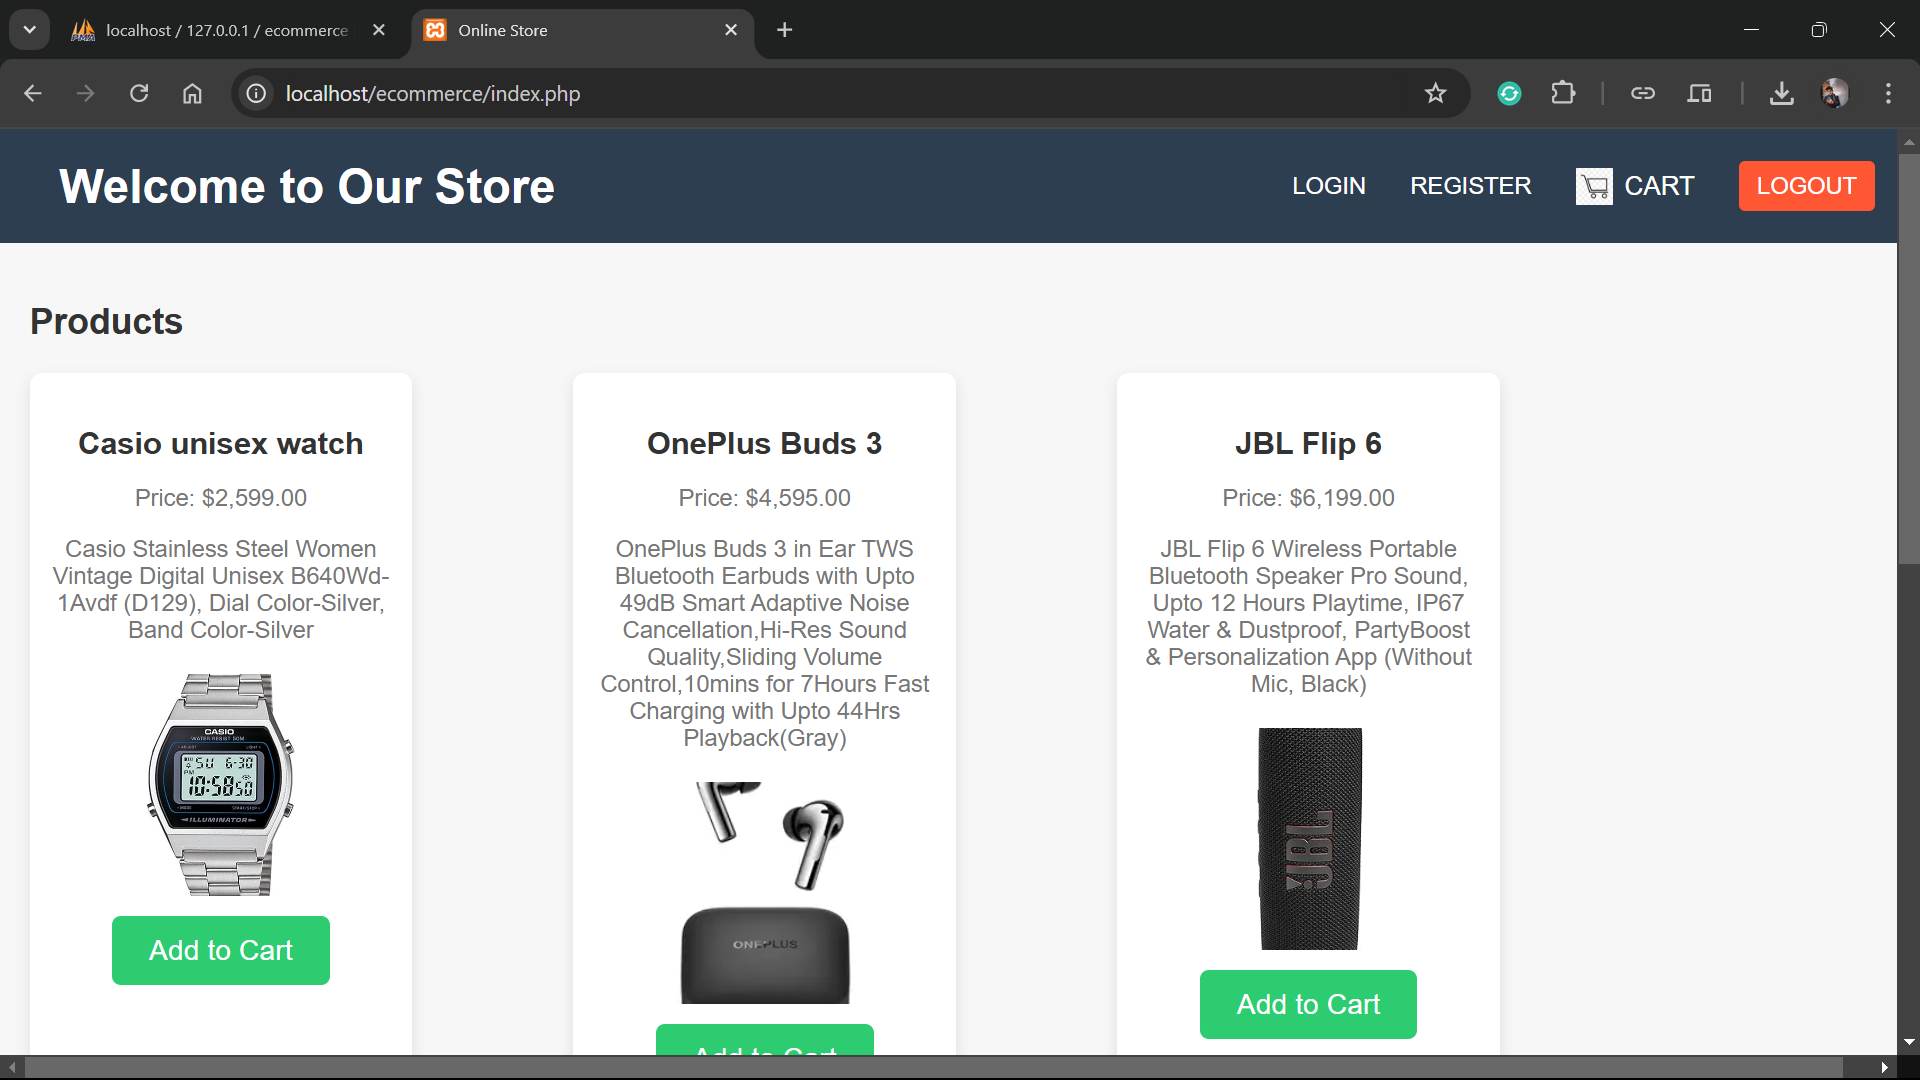 localhost / 127.0.0.1 / ecommerce
Online Store
localhost/ecommerce/index.php
Welcome to Our Store
LOGIN
REGISTER
CART
LOGOUT
Products
Casio unisex watch
Price: $2,599.00
Casio Stainless Steel Women
Vintage Digital Unisex B640Wd-
1Avdf (D129), Dial Color-Silver,
Band Color-Silver
CASIO
WATER RESIST 50M
SU 6-30
PM
10:58 50
ILLUMINATOR
Add to Cart
OnePlus Buds 3
Price: $4,595.00
OnePlus Buds 3 in Ear TWS
Bluetooth Earbuds with Upto
49dB Smart Adaptive Noise
Cancellation,Hi-Res Sound
Quality,Sliding Volume
Control,10mins for 7Hours Fast
Charging with Upto 44Hrs
Playback(Gray)
ONEPLUS
Add to Cart
JBL Flip 6
Price: $6,199.00
JBL Flip 6 Wireless Portable
Bluetooth Speaker Pro Sound,
Upto 12 Hours Playtime, IP67
Water & Dustproof, PartyBoost
& Personalization App (Without
Mic, Black)
JBL
Add to Cart